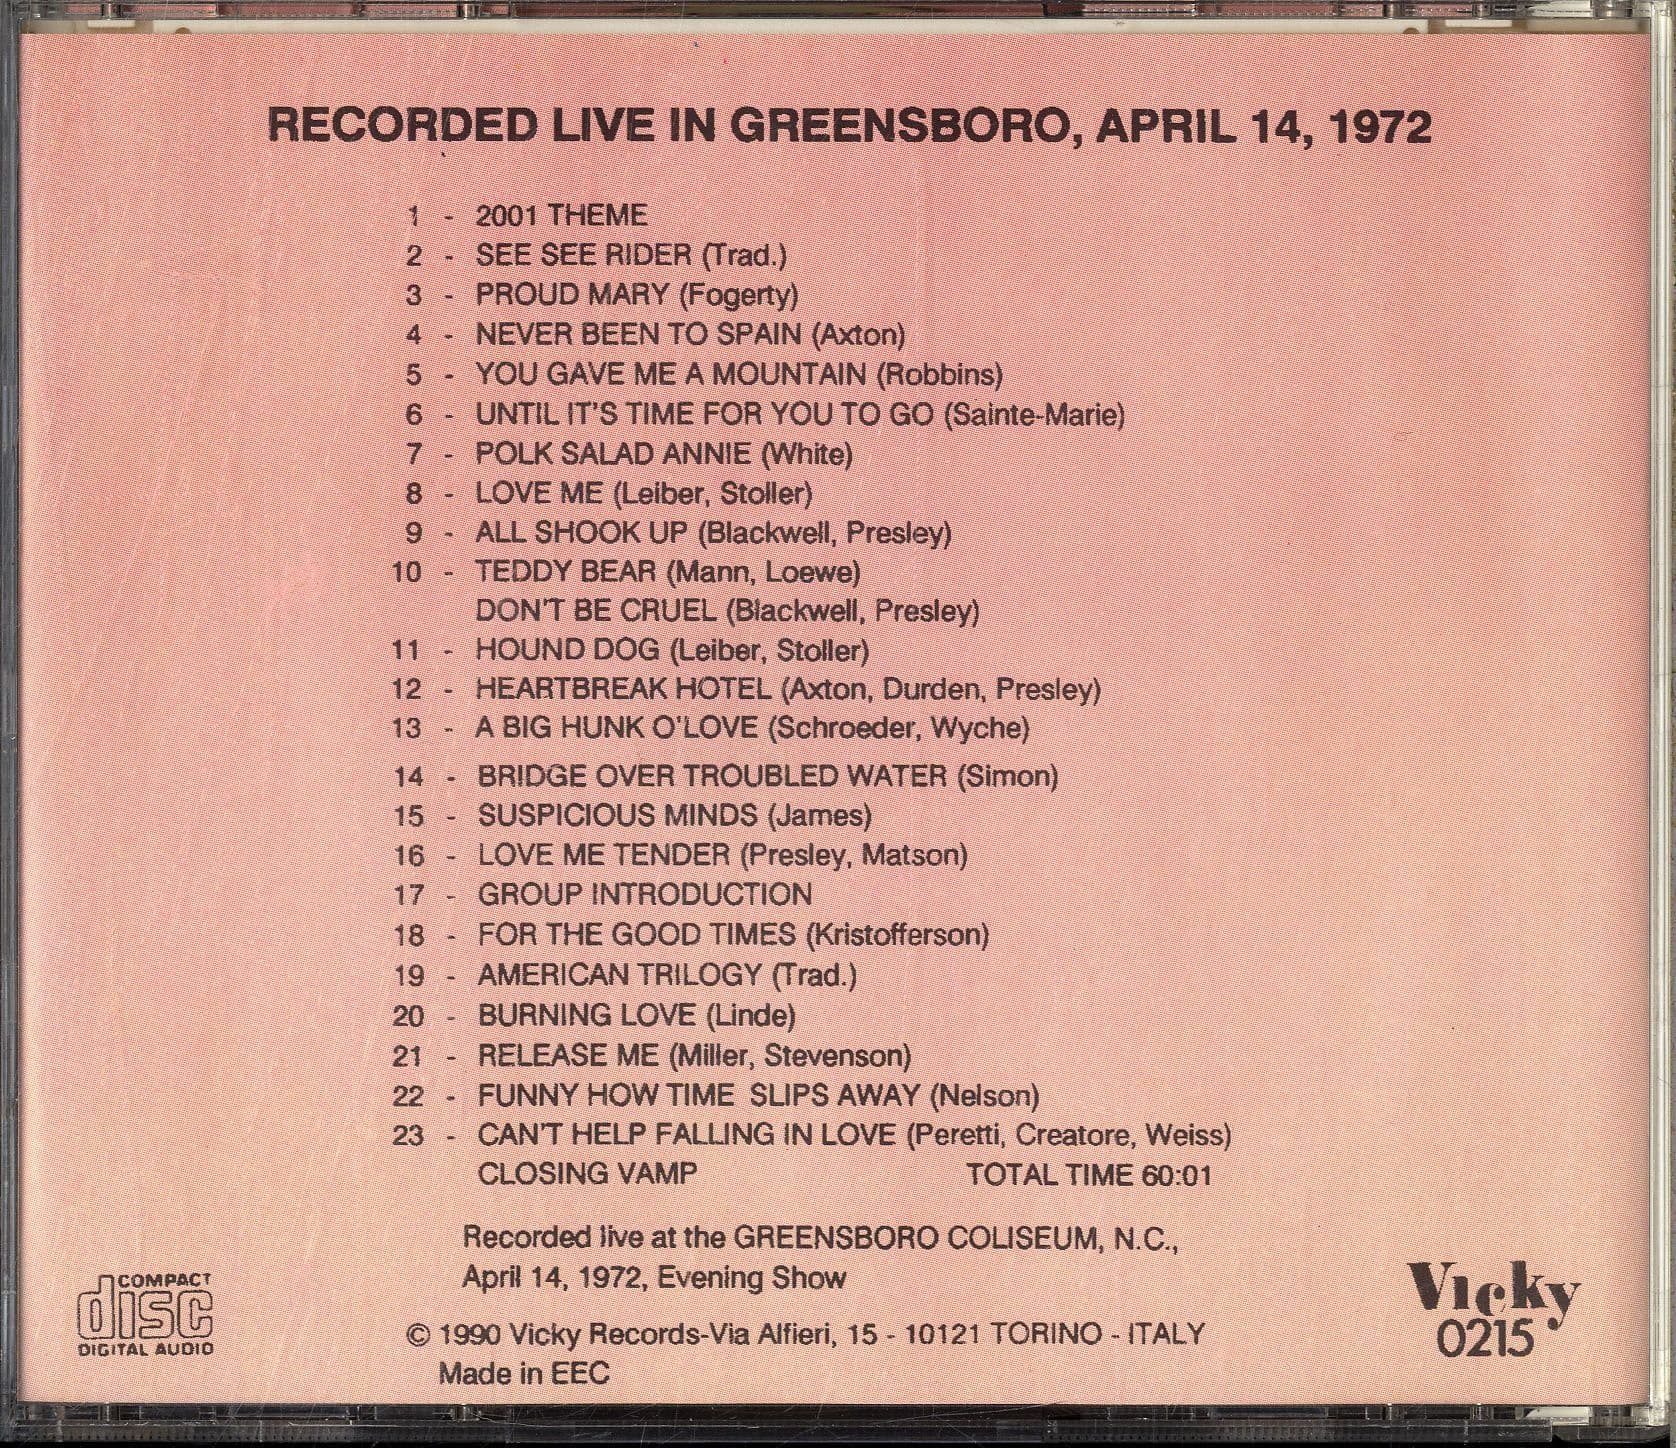 RECORDED LIVE IN GREENSBORO, APRIL 14, 1972
1 - 2001 THEME
2 - SEE SEE RIDER (Trad.)
3 - PROUD MARY (Fogerty)
4 - NEVER BEEN TO SPAIN (Axton)
5 - YOU GAVE ME A MOUNTAIN (Robbins)
6 - UNTIL IT'S TIME FOR YOU TO GO (Sainte-Marie)
7 - POLK SALAD ANNIE (White)
8 - LOVE ME (Leiber, Stoller)
9 - ALL SHOOK UP (Blackwell, Presley)
10 - TEDDY BEAR (Mann, Loewe)
DON'T BE CRUEL (Blackwell, Presley)
11 - HOUND DOG (Leiber, Stoller)
12 - HEARTBREAK HOTEL (Axton, Durden, Presley)
13 - A BIG HUNK O'LOVE (Schroeder, Wyche)
14 - BRIDGE OVER TROUBLED WATER (Simon)
15 - SUSPICIOUS MINDS (James)
16 - LOVE ME TENDER (Presley, Matson)
17 - GROUP INTRODUCTION
18 - FOR THE GOOD TIMES (Kristofferson)
19 - AMERICAN TRILOGY (Trad.)
20 - BURNING LOVE (Linde)
21 - RELEASE ME (Miller, Stevenson)
22 - FUNNY HOW TIME SLIPS AWAY (Nelson)
23 - CAN'T HELP FALLING IN LOVE (Peretti, Creatore, Weiss)
CLOSING VAMP TOTAL TIME 60:01
Recorded live at the GREENSBORO COLISEUM, N.C.,
April 14, 1972, Evening Show
© 1990 Vicky Records-Via Alfieri, 15 - 10121 TORINO - ITALY
Made in EEC
COMPACT
disc
DIGITAL AUDIO
Vicky
0215